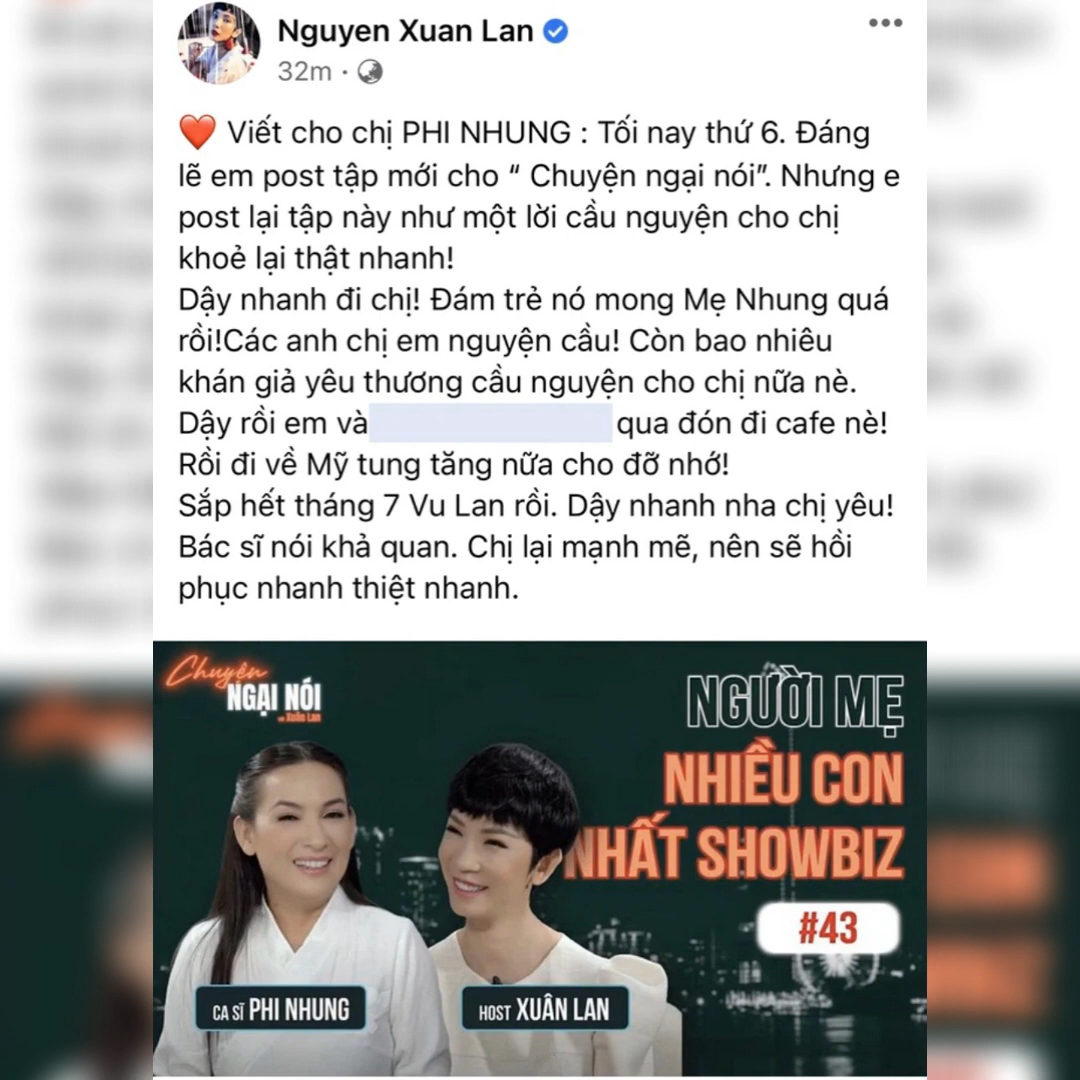 Nguyen Xuan Lan
32m ·
❤️ Viết cho chị PHI NHUNG : Tối nay thứ 6. Đáng
lẽ em post tập mới cho “ Chuyện ngại nói”. Nhưng e
post lại tập này như một lời cầu nguyện cho chị
khoẻ lại thật nhanh!
Dậy nhanh đi chị! Đám trẻ nó mong Mẹ Nhung quá
rồi!Các anh chị em nguyện cầu! Còn bao nhiêu
khán giả yêu thương cầu nguyện cho chị nữa nè.
Dậy rồi em và qua đón đi cafe nè!
Rồi đi về Mỹ tung tăng nữa cho đỡ nhớ!
Sắp hết tháng 7 Vu Lan rồi. Dậy nhanh nha chị yêu!
Bác sĩ nói khả quan. Chị lại mạnh mẽ, nên sẽ hồi
phục nhanh thiệt nhanh.
Chuyện
NGẠI NÓI
Xuân Lan
NGƯỜI MẸ
NHIỀU CON
NHẤT SHOWBIZ
#43
CA SĨ PHI NHUNG
HOST XUÂN LAN